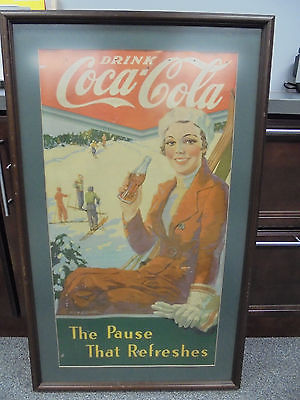 DRINK
Coca-Cola
The Pause
That Refreshes